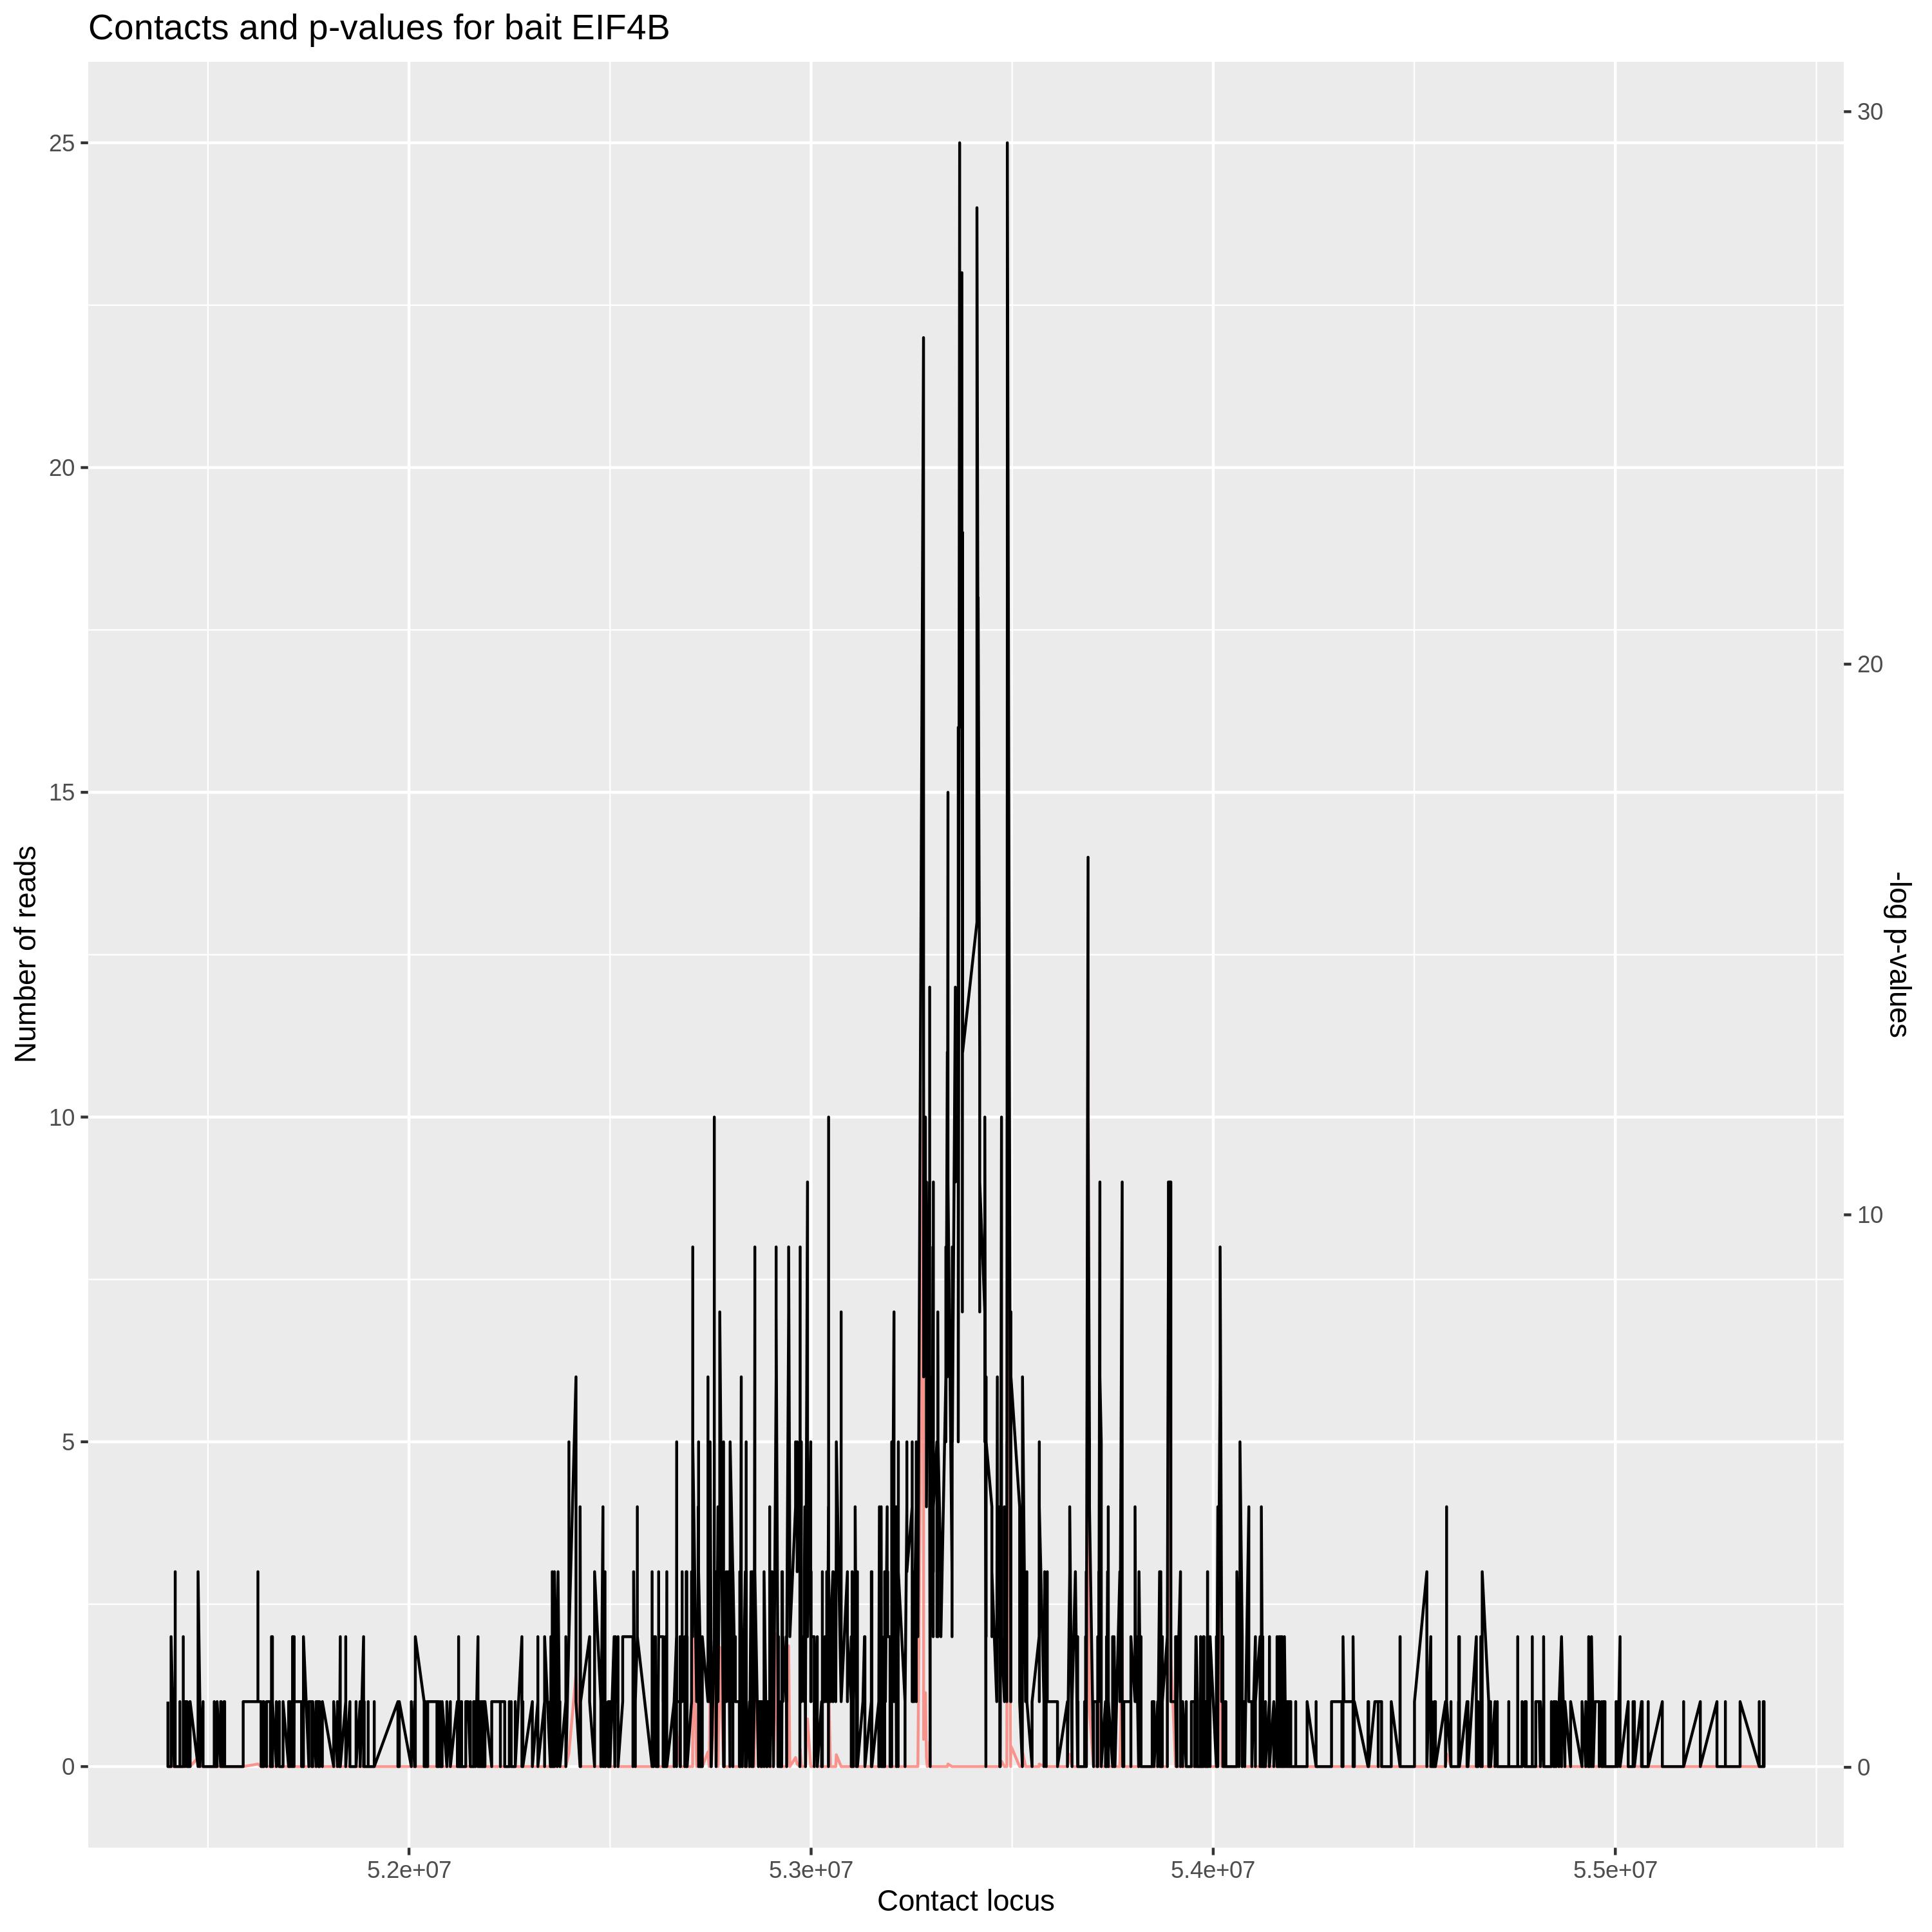 Contacts and p-values for bait EIF4B
25
20
15
10
5
0
Number of reads
30
20
10
0
-log p-values
5.2e+07
5.3e+07
5.4e+07
5.5e+07
Contact locus